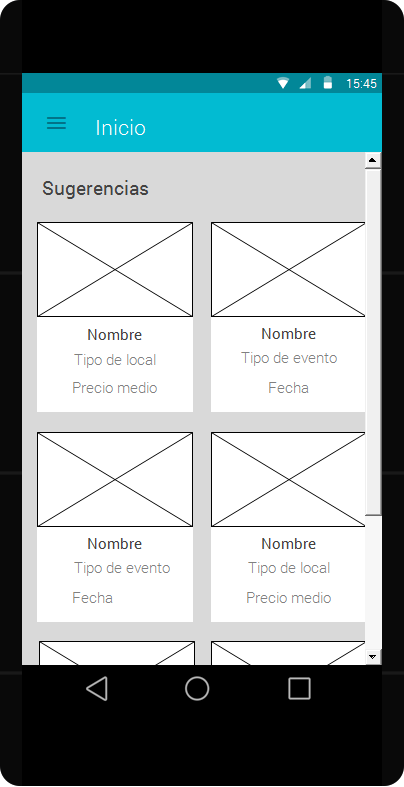 15:45
Inicio
Sugerencias
Nombre
Tipo de local
Precio medio
Nombre
Tipo de evento
Fecha
Nombre
Tipo de evento
Fecha
Nombre
Tipo de local
Precio medio